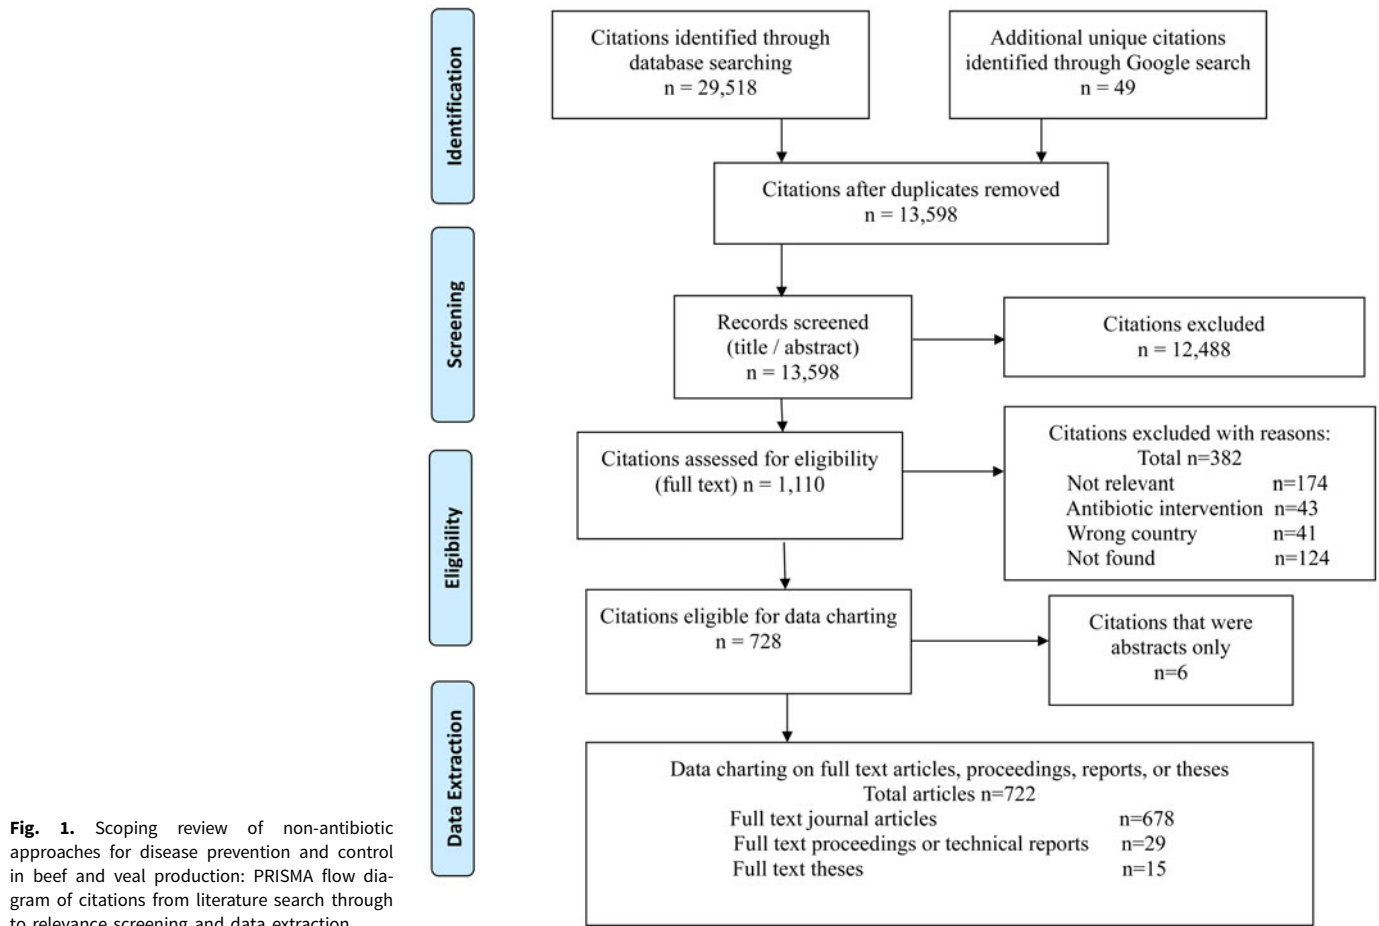 Identification
Citations identified through
database searching
n = 29,518
Additional unique citations
identified through Google search
n = 49
Citations after duplicates removed
n = 13,598
Screening
Records screened
(title / abstract)
n = 13,598
Citations excluded
n = 12,488
Eligibility
Citations assessed for eligibility
(full text) n = 1,110
Citations excluded with reasons:
Total n=382
Not relevant n=174
Antibiotic intervention n=43
Wrong country n=41
Not found n=124
Citations eligible for data charting
n = 728
Citations that were
abstracts only
n=6
Data Extraction
Data charting on full text articles, proceedings, reports, or theses
Total articles n=722
Full text journal articles n=678
Full text proceedings or technical reports n=29
Full text theses n=15
Fig. 1. Scoping review of non-antibiotic
approaches for disease prevention and control
in beef and veal production: PRISMA flow dia-
gram of citations from literature search through
to relevance screening and data extraction